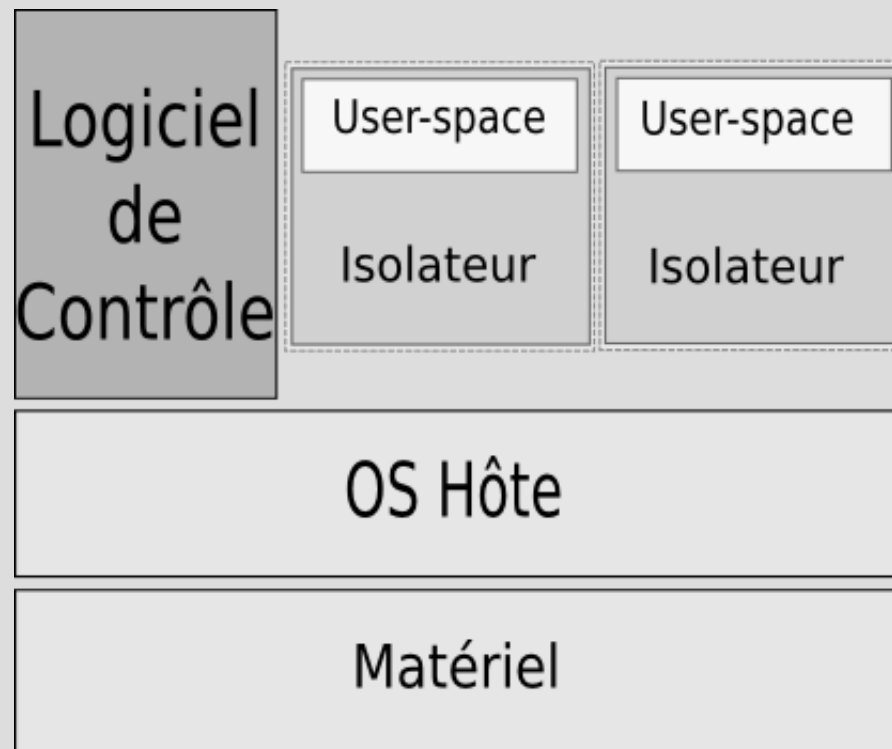 Logiciel
de
Contrôle
User-space
Isolateur
User-space
Isolateur
OS Hôte
Matériel